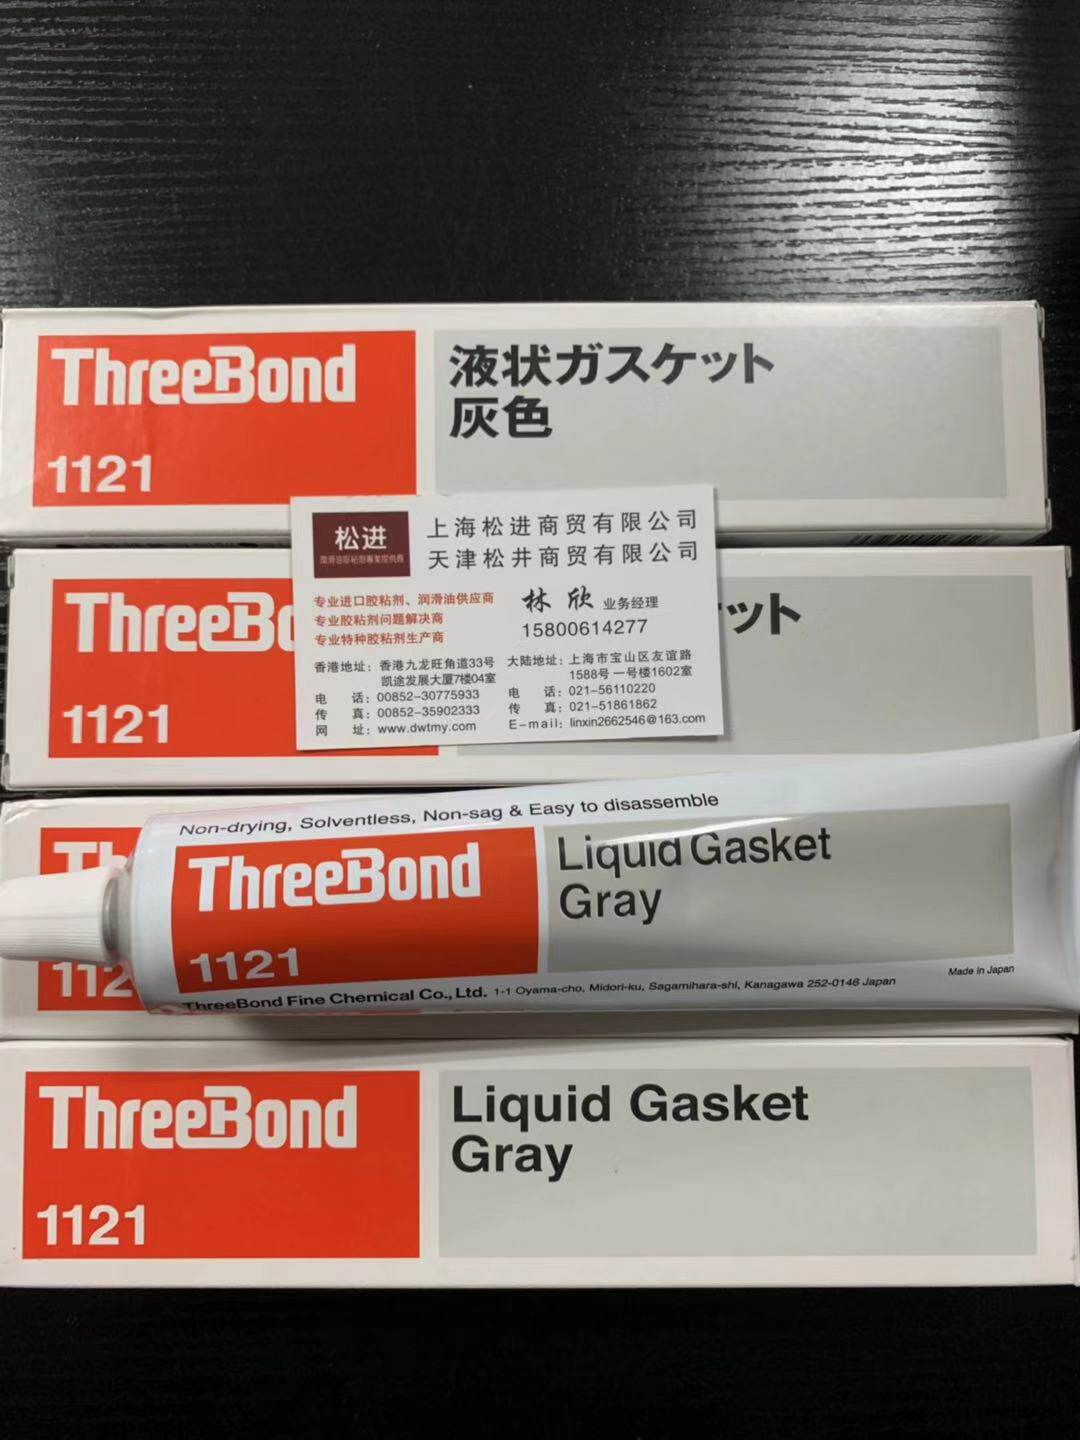 ThreeBond
1121
液状ガスケット
灰色
松进
上海松进商贸有限公司
天津松井商贸有限公司
专业进口胶粘剂、润滑油供应商
专业胶粘剂问题解决商
专业特种胶粘剂生产商
林欣 业务经理
15800614277
香港地址：香港九龙旺角道33号
凯途发展大厦7楼04室
电 话：00852-30775933
传 真：00852-35902333
网 址：www.dwtmy.com
大陆地址：上海市宝山区友谊路
1588号 一号楼1602室
电 话：021-56110220
传 真：021-51861862
E-mail：linxin2662546@163.com
ThreeBo
1121
ット
Th
112
Non-drying, Solventless, Non-sag & Easy to disassemble
ThreeBond
1121
Liquid Gasket
Gray
Made in Japan
ThreeBond Fine Chemical Co., Ltd. 1-1 Oyama-cho, Midori-ku, Sagamihara-shi, Kanagawa 252-0146 Japan
ThreeBond
1121
Liquid Gasket
Gray